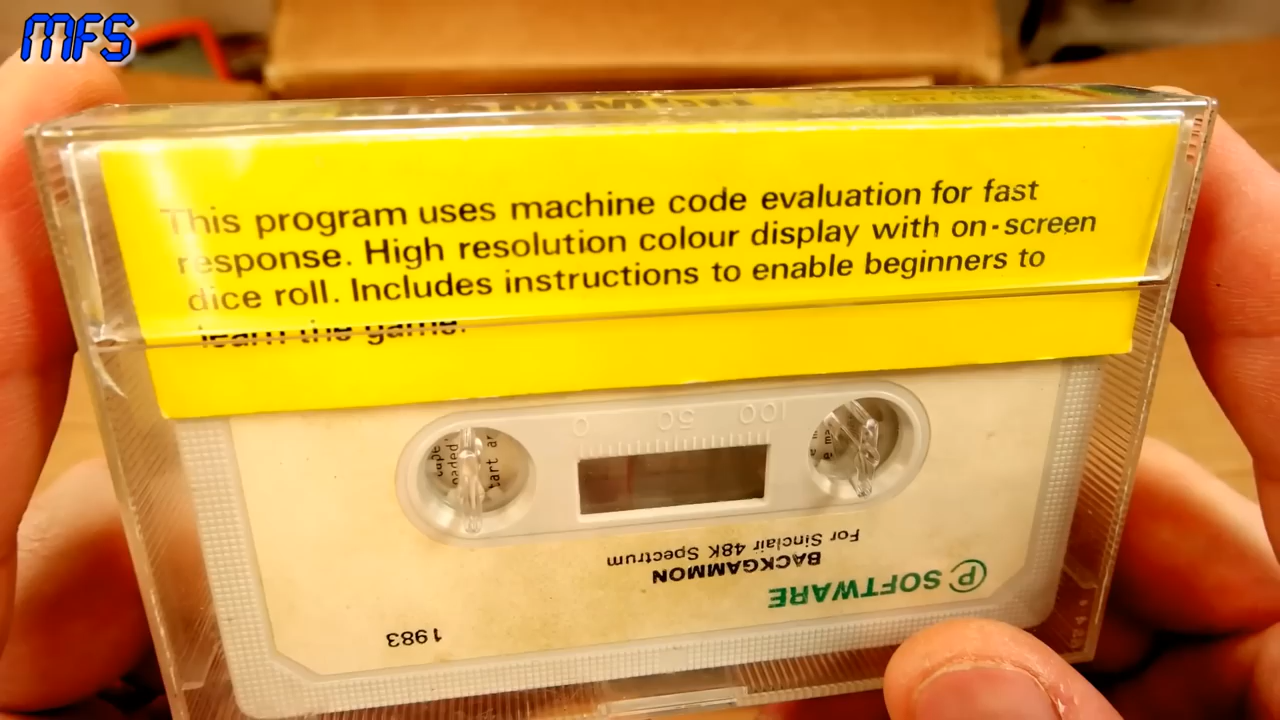 MFS
This program uses machine code evaluation for fast
response. High resolution colour display with on-screen
dice roll. Includes instructions to enable beginners to
learn the game.
0 50 100
tart ar
For Sinclair 48K Spectrum
BACKGAMMON
P SOFTWARE
1983